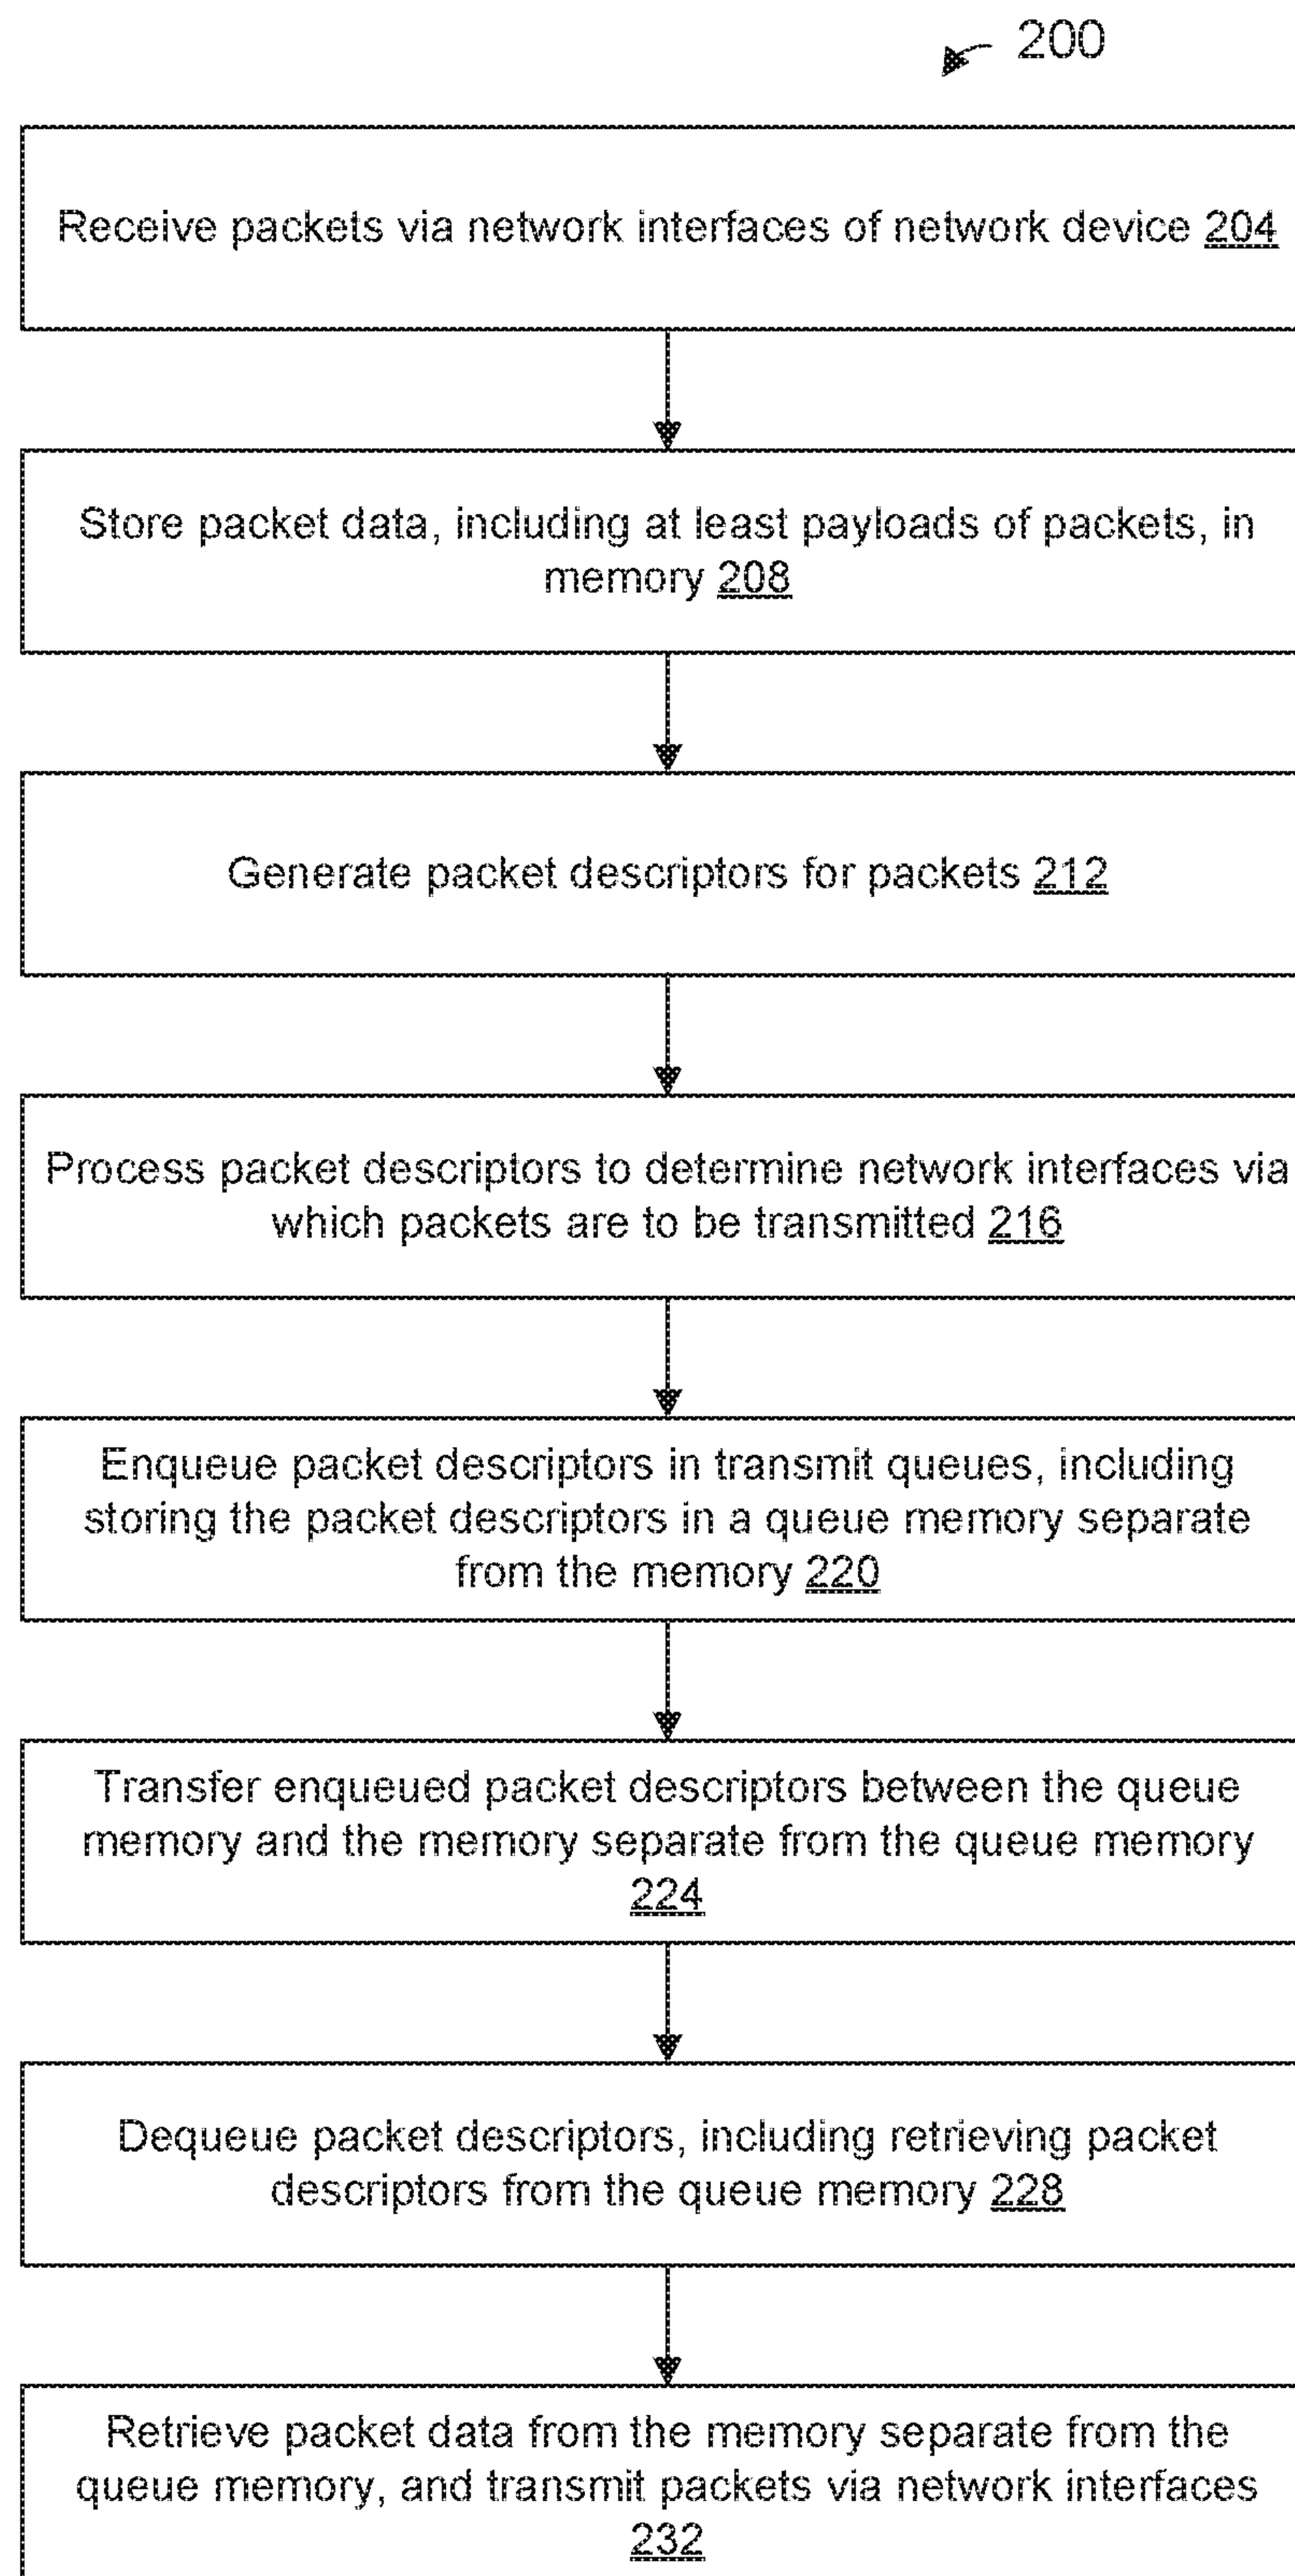 200
Receive packets via network interfaces of network device 204
Store packet data, including at least payloads of packets, in
memory 208
Generate packet descriptors for packets 212
Process packet descriptors to determine network interfaces via
which packets are to be transmitted 216
Enqueue packet descriptors in transmit queues, including
storing the packet descriptors in a queue memory separate
from the memory 220
Transfer enqueued packet descriptors between the queue
memory and the memory separate from the queue memory
224
Dequeue packet descriptors, including retrieving packet
descriptors from the queue memory 228
Retrieve packet data from the memory separate from the
queue memory, and transmit packets via network interfaces
232